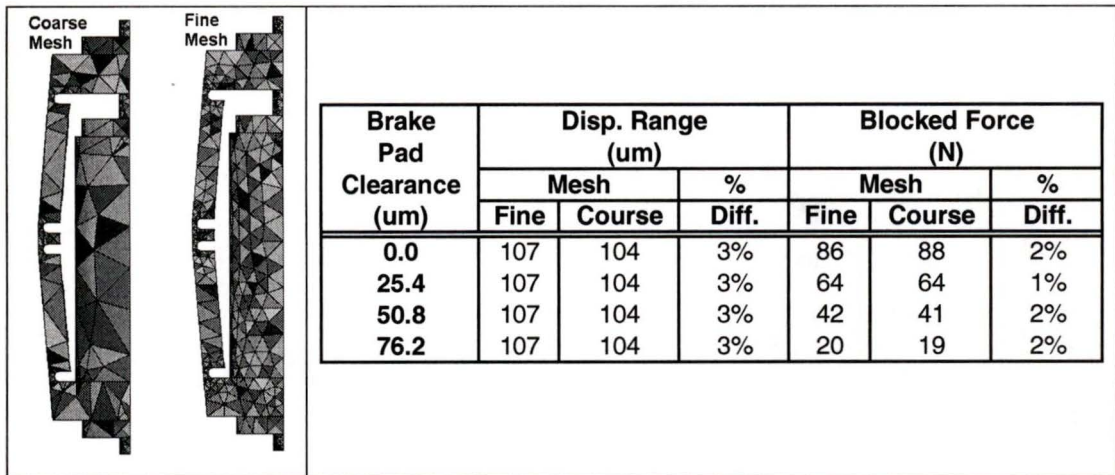 Coarse Mesh
Fine Mesh
Brake Pad Clearance (um) Disp. Range (um) Blocked Force (N)
Mesh % Diff. Mesh % Diff.
Fine Course Fine Course
0.0 107 104 3% 86 88 2%
25.4 107 104 3% 64 64 1%
50.8 107 104 3% 42 41 2%
76.2 107 104 3% 20 19 2%